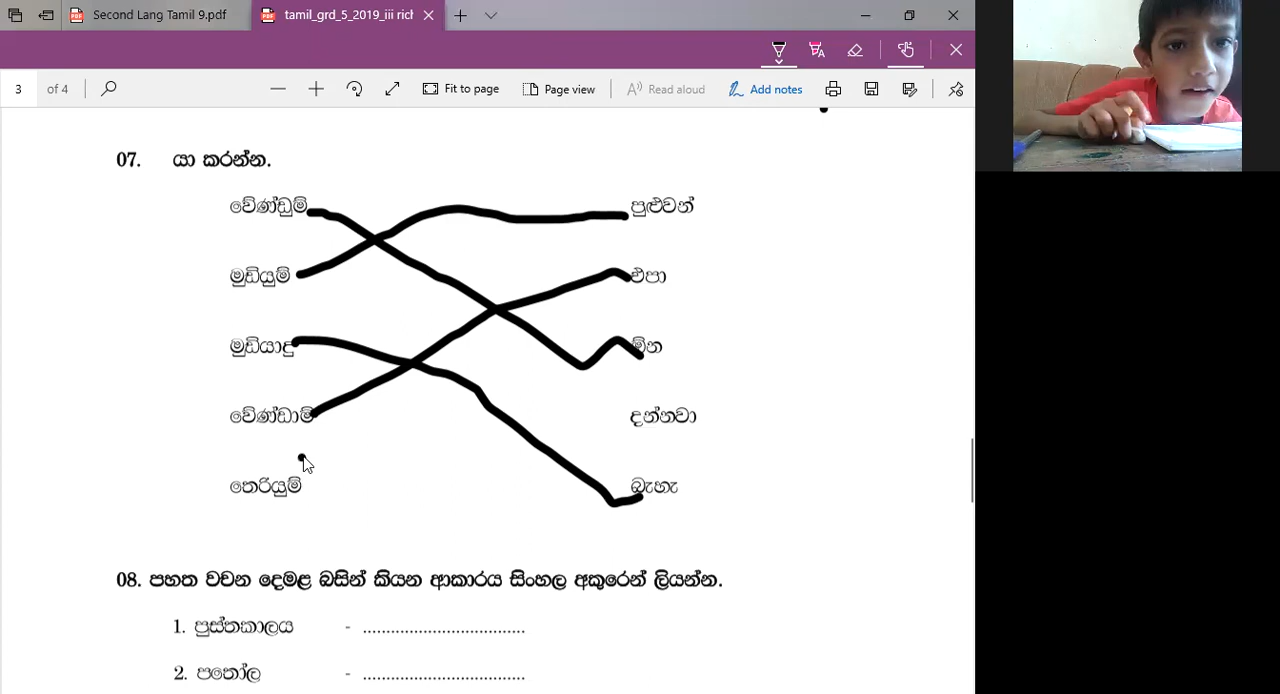 Second Lang Tamil 9.pdf
tamil_grd_5_2019_iii rich
3 of 4
Fit to page
Page view
Read aloud
Add notes
07. යා කරන්න.
වේණ්ඩුම් පුළුවන්
මුඩියුම් එපා
මුඩියාදු ඕන
වේණ්ඩාම් දන්නවා
තෙරියුම් බැහැ
08. පහත වචන දෙමළ බසින් කියන ආකාරය සිංහල අකුරෙන් ලියන්න.
1. පුස්තකාලය - ..................................
2. පතෝල - ..................................